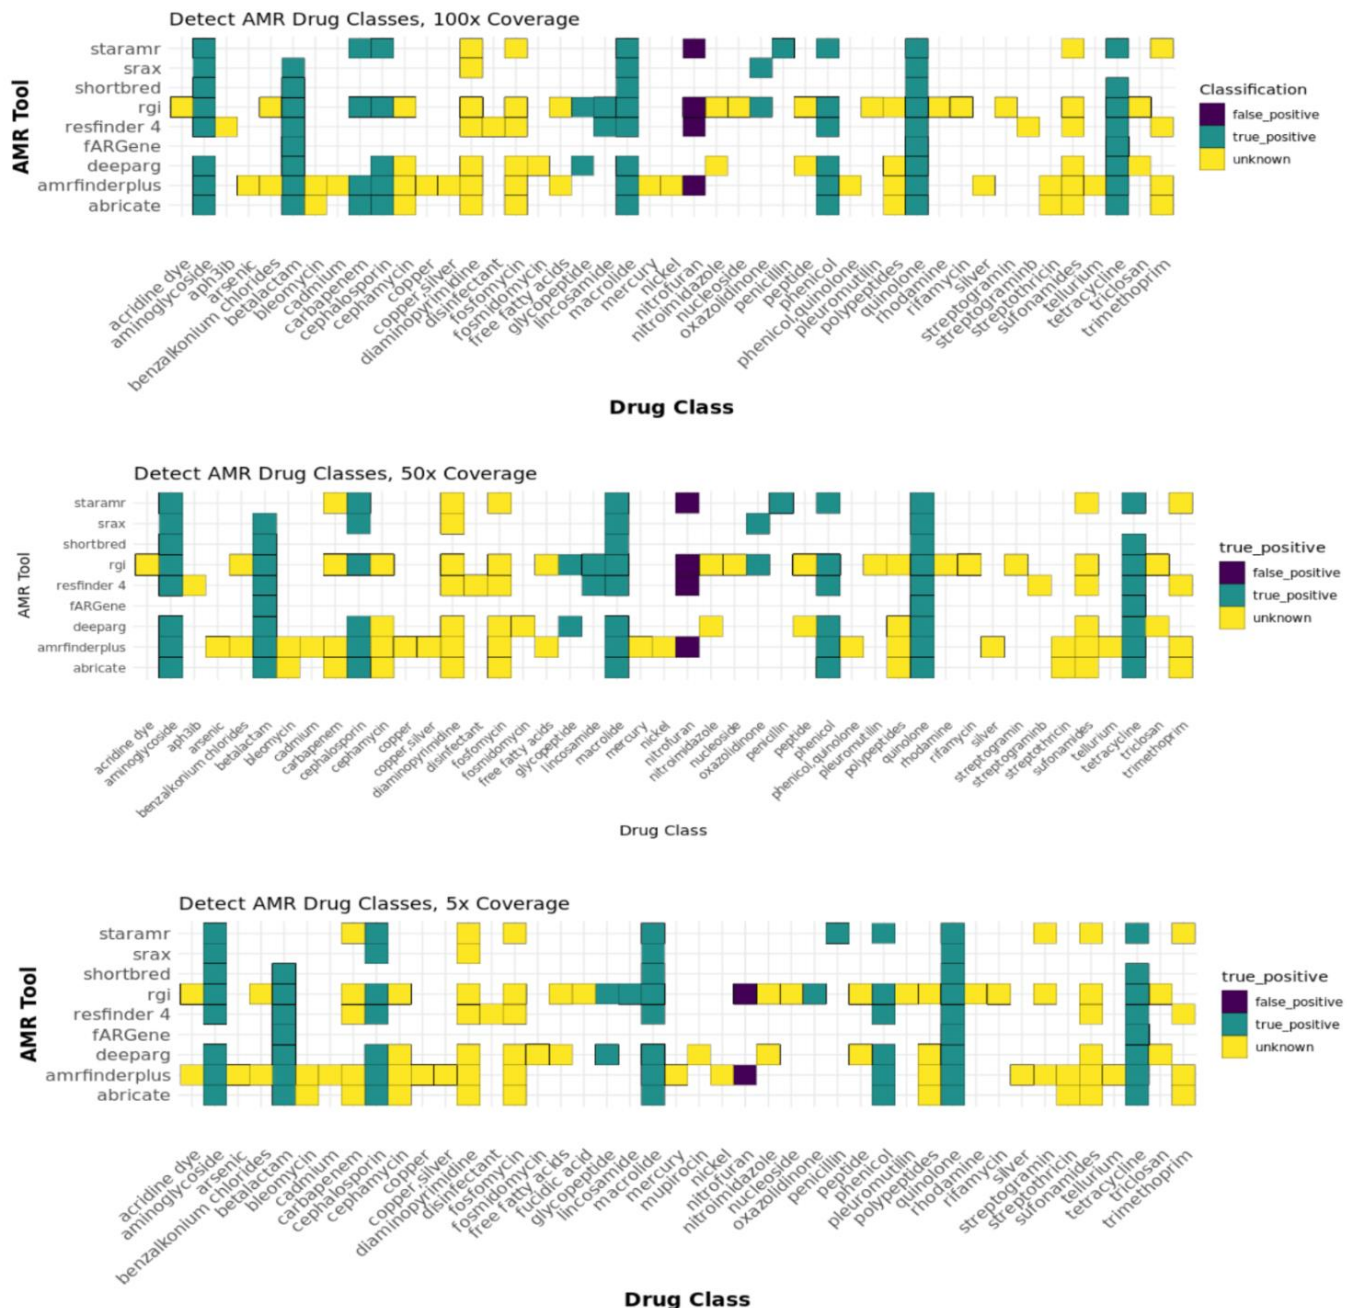 Detect AMR Drug Classes, 100x Coverage
AMR Tool
staramr
srax
shortbred
rgi
resfinder 4
fARGene
deeparg
amrfinderplus
abricate
Classification
false_positive
true_positive
unknown
acridine dye
aminoglycoside
aph3ib
arsenic
benzalkonium chlorides
betalactam
bleomycin
cadmium
carbapenem
cephalosporin
cephamycin
copper
copper,silver
diaminopyrimidine
disinfectant
fosfomycin
fosmidomycin
free fatty acids
glycopeptide
lincosamide
macrolide
mercury
nickel
nitrofuran
nitroimidazole
nucleoside
oxazolidinone
penicillin
peptide
phenicol
phenicol,quinolone
pleuromutilin
polypeptides
quinolone
rhodamine
rifamycin
silver
streptogramin
streptograminb
streptothricin
sufonamides
tellurium
tetracycline
triclosan
trimethoprim
Drug Class
Detect AMR Drug Classes, 50x Coverage
AMR Tool
staramr
srax
shortbred
rgi
resfinder 4
fARGene
deeparg
amrfinderplus
abricate
true_positive
false_positive
true_positive
unknown
acridine dye
aminoglycoside
aph3ib
arsenic
benzalkonium chlorides
betalactam
bleomycin
cadmium
carbapenem
cephalosporin
cephamycin
copper
copper,silver
diaminopyrimidine
disinfectant
fosfomycin
fosmidomycin
free fatty acids
glycopeptide
lincosamide
macrolide
mercury
nickel
nitrofuran
nitroimidazole
nucleoside
oxazolidinone
penicillin
peptide
phenicol
phenicol,quinolone
pleuromutilin
polypeptides
quinolone
rhodamine
rifamycin
silver
streptogramin
streptograminb
streptothricin
sufonamides
tellurium
tetracycline
triclosan
trimethoprim
Drug Class
Detect AMR Drug Classes, 5x Coverage
AMR Tool
staramr
srax
shortbred
rgi
resfinder 4
fARGene
deeparg
amrfinderplus
abricate
true_positive
false_positive
true_positive
unknown
acridine dye
aminoglycoside
arsenic
benzalkonium chlorides
betalactam
bleomycin
cadmium
carbapenem
cephalosporin
cephamycin
copper
copper,silver
diaminopyrimidine
disinfectant
fosfomycin
fosmidomycin
free fatty acids
fucidic acid
glycopeptide
lincosamide
macrolide
mercury
mupirocin
nickel
nitrofuran
nitroimidazole
nucleoside
oxazolidinone
penicillin
peptide
phenicol
pleuromutilin
polypeptides
quinolone
rhodamine
rifamycin
silver
streptogramin
streptothricin
sufonamides
tellurium
tetracycline
triclosan
trimethoprim
Drug Class